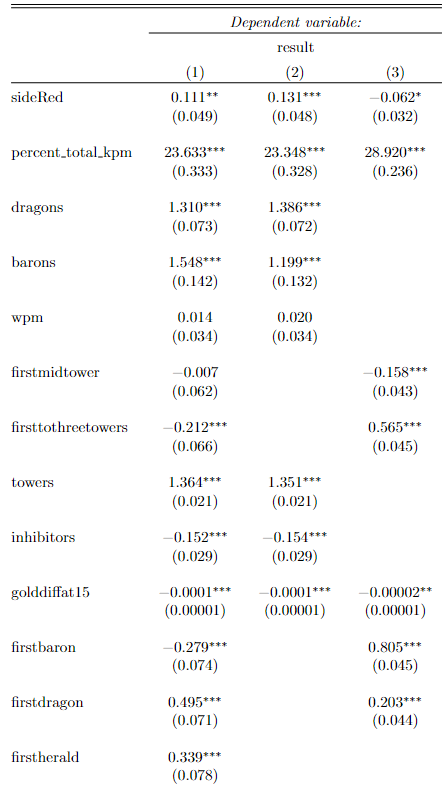 Dependent variable:
result
(1) (2) (3)
sideRed 0.111** 0.131*** −0.062*
(0.049) (0.048) (0.032)
percent_total_kpm 23.633*** 23.348*** 28.920***
(0.333) (0.328) (0.236)
dragons 1.310*** 1.386***
(0.073) (0.072)
barons 1.548*** 1.199***
(0.142) (0.132)
wpm 0.014 0.020
(0.034) (0.034)
firstmidtower −0.007 −0.158***
(0.062) (0.043)
firsttothreetowers −0.212*** 0.565***
(0.066) (0.045)
towers 1.364*** 1.351***
(0.021) (0.021)
inhibitors −0.152*** −0.154***
(0.029) (0.029)
golddiffat15 −0.0001*** −0.0001*** −0.00002**
(0.00001) (0.00001) (0.00001)
firstbaron −0.279*** 0.805***
(0.074) (0.045)
firstdragon 0.495*** 0.203***
(0.071) (0.044)
firstherald 0.339***
(0.078)